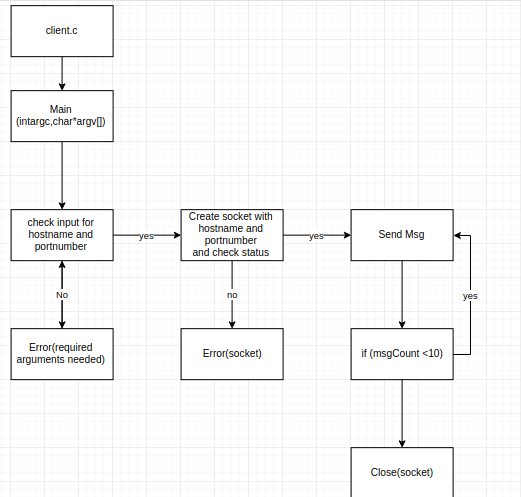 client.c
Main
(intargc,char*argv[])
check input for
hostname and
portnumber
yes
Create socket with
hostname and
portnumber
and check status
yes
Send Msg
No
no
yes
Error(required
arguments needed)
Error(socket)
if (msgCount <10)
Close(socket)